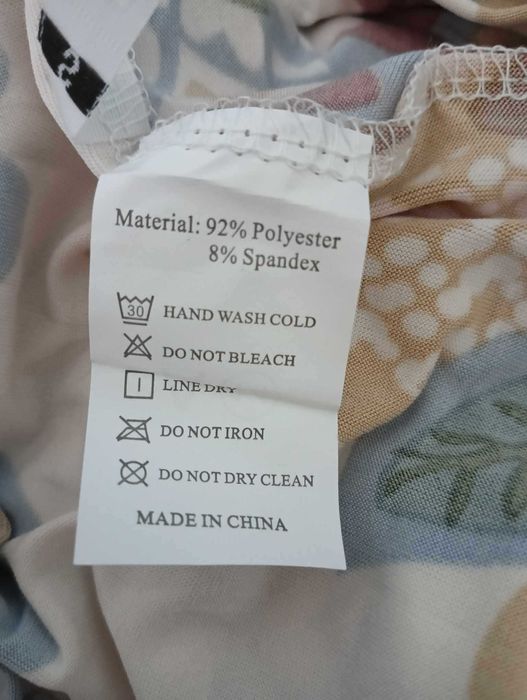 Material: 92% Polyester
8% Spandex
30 HAND WASH COLD
DO NOT BLEACH
LINE DRY
DO NOT IRON
DO NOT DRY CLEAN
MADE IN CHINA